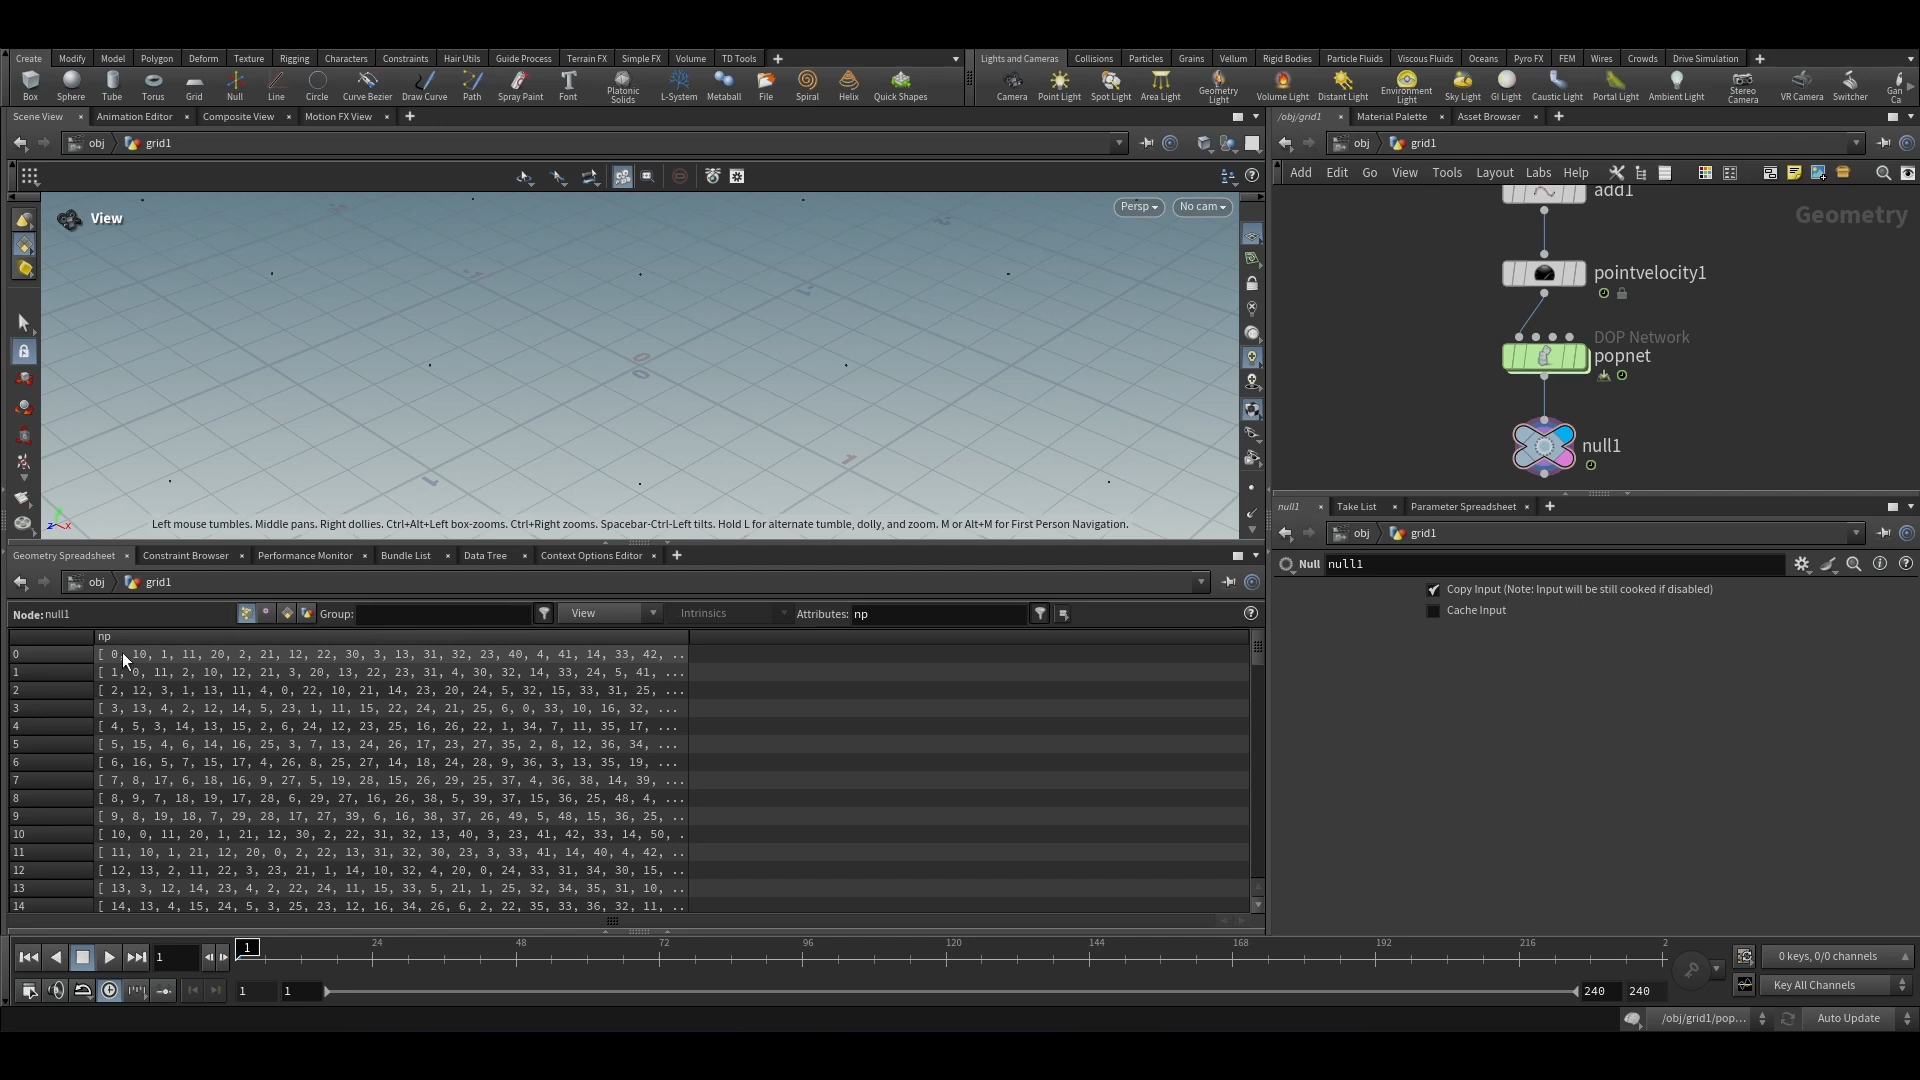 Create Modify Model Polygon Deform Texture Rigging Characters Constraints Hair Utils Guide Process Terrain FX Simple FX Volume TD Tools
Lights and Cameras Collisions Particles Grains Vellum Rigid Bodies Particle Fluids Viscous Fluids Oceans Pyro FX FEM Wires Crowds Drive Simulation
Box Sphere Tube Torus Grid Null Line Circle Curve Bezier Draw Curve Path Spray Paint Font Platonic Solids L-System Metaball File Spiral Helix Quick Shapes
Camera Point Light Spot Light Area Light Geometry Light Volume Light Distant Light Environment Light Sky Light GI Light Caustic Light Portal Light Ambient Light Stereo Camera VR Camera Switcher Gan Ca
Scene View Animation Editor Composite View Motion FX View
/obj/grid1 Material Palette Asset Browser
obj grid1
obj grid1
Add Edit Go View Tools Layout Labs Help
View
Persp No cam
Geometry
add1
pointvelocity1
DOP Network
popnet
null1
Left mouse tumbles. Middle pans. Right dollies. Ctrl+Alt+Left box-zooms. Ctrl+Right zooms. Spacebar-Ctrl-Left tilts. Hold L for alternate tumble, dolly, and zoom. M or Alt+M for First Person Navigation.
null1 Take List Parameter Spreadsheet
obj grid1
Null null1
Copy Input (Note: Input will be still cooked if disabled)
Cache Input
Geometry Spreadsheet Constraint Browser Performance Monitor Bundle List Data Tree Context Options Editor
obj grid1
Node: null1 Group: View Intrinsics Attributes: np
np
0 [ 0, 10, 1, 11, 20, 2, 21, 12, 22, 30, 3, 13, 31, 32, 23, 40, 4, 41, 14, 33, 42, ..
1 [ 1, 0, 11, 2, 10, 12, 21, 3, 20, 13, 22, 23, 31, 4, 30, 32, 14, 33, 24, 5, 41, ...
2 [ 2, 12, 3, 1, 13, 11, 4, 0, 22, 10, 21, 14, 23, 20, 24, 5, 32, 15, 33, 31, 25, ...
3 [ 3, 13, 4, 2, 12, 14, 5, 23, 1, 11, 15, 22, 24, 21, 25, 6, 0, 33, 10, 16, 32, ...
4 [ 4, 5, 3, 14, 13, 15, 2, 6, 24, 12, 23, 25, 16, 26, 22, 1, 34, 7, 11, 35, 17, ...
5 [ 5, 15, 4, 6, 14, 16, 25, 3, 7, 13, 24, 26, 17, 23, 27, 35, 2, 8, 12, 36, 34, ...
6 [ 6, 16, 5, 7, 15, 17, 4, 26, 8, 25, 27, 14, 18, 24, 28, 9, 36, 3, 13, 35, 19, ...
7 [ 7, 8, 17, 6, 18, 16, 9, 27, 5, 19, 28, 15, 26, 29, 25, 37, 4, 36, 38, 14, 39, ...
8 [ 8, 9, 7, 18, 19, 17, 28, 6, 29, 27, 16, 26, 38, 5, 39, 37, 15, 36, 25, 48, 4, ...
9 [ 9, 8, 19, 18, 7, 29, 28, 17, 27, 39, 6, 16, 38, 37, 26, 49, 5, 48, 15, 36, 25, ...
10 [ 10, 0, 11, 20, 1, 21, 12, 30, 2, 22, 31, 32, 13, 40, 3, 23, 41, 42, 33, 14, 50, .
11 [ 11, 10, 1, 21, 12, 20, 0, 2, 22, 13, 31, 32, 30, 23, 3, 33, 41, 14, 40, 4, 42, ..
12 [ 12, 13, 2, 11, 22, 3, 23, 21, 1, 14, 10, 32, 4, 20, 0, 24, 33, 31, 34, 30, 15, ..
13 [ 13, 3, 12, 14, 23, 4, 2, 22, 24, 11, 15, 33, 5, 21, 1, 25, 32, 34, 35, 31, 10, ..
14 [ 14, 13, 4, 15, 24, 5, 3, 25, 23, 12, 16, 34, 26, 6, 2, 22, 35, 33, 36, 32, 11, ..
1 1 24 48 72 96 120 144 168 192 216 2
0 keys, 0/0 channels
1 1 240 240
Key All Channels
/obj/grid1/pop... Auto Update